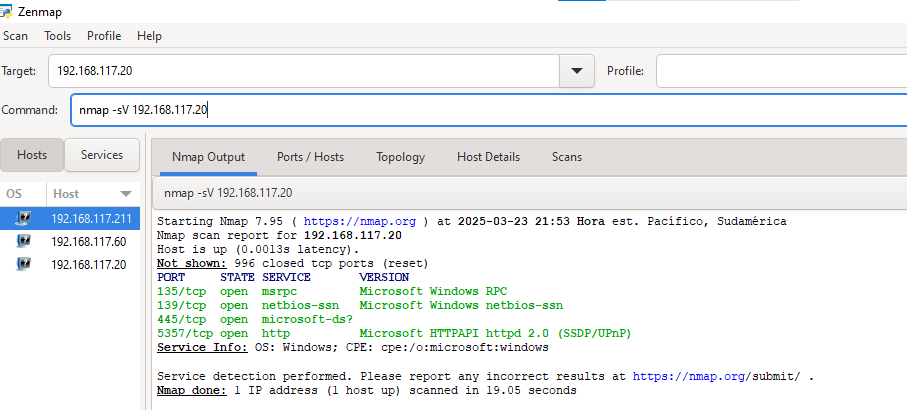 Zenmap
Scan Tools Profile Help
Target: 192.168.117.20 Profile:
Command: nmap -sV 192.168.117.20
Hosts Services
Nmap Output Ports / Hosts Topology Host Details Scans
OS Host
192.168.117.211
192.168.117.60
192.168.117.20
nmap -sV 192.168.117.20
Starting Nmap 7.95 ( https://nmap.org ) at 2025-03-23 21:53 Hora est. Pacífico, Sudamérica
Nmap scan report for 192.168.117.20
Host is up (0.0013s latency).
Not shown: 996 closed tcp ports (reset)
PORT STATE SERVICE VERSION
135/tcp open msrpc Microsoft Windows RPC
139/tcp open netbios-ssn Microsoft Windows netbios-ssn
445/tcp open microsoft-ds?
5357/tcp open http Microsoft HTTPAPI httpd 2.0 (SSDP/UPnP)
Service Info: OS: Windows; CPE: cpe:/o:microsoft:windows
Service detection performed. Please report any incorrect results at https://nmap.org/submit/ .
Nmap done: 1 IP address (1 host up) scanned in 19.05 seconds